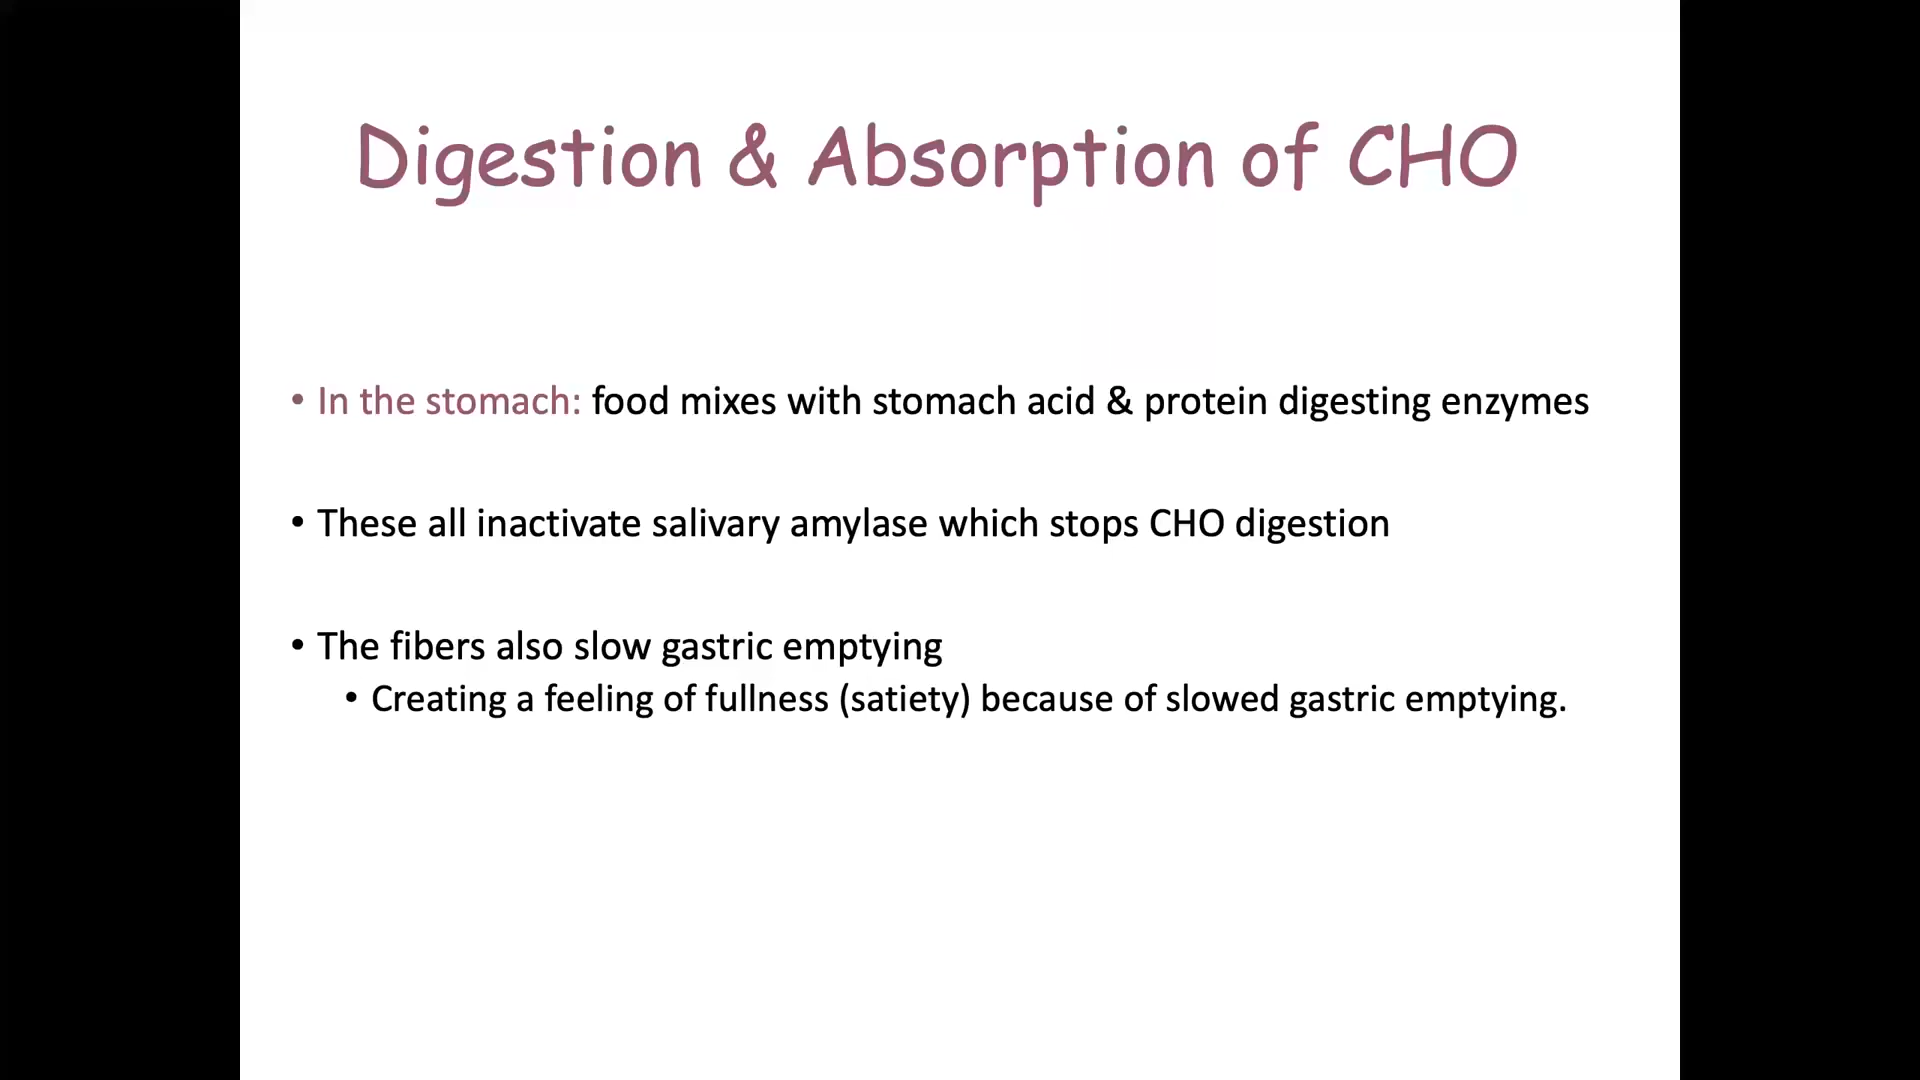 Digestion & Absorption of CHO
• In the stomach: food mixes with stomach acid & protein digesting enzymes
• These all inactivate salivary amylase which stops CHO digestion
• The fibers also slow gastric emptying
• Creating a feeling of fullness (satiety) because of slowed gastric emptying.